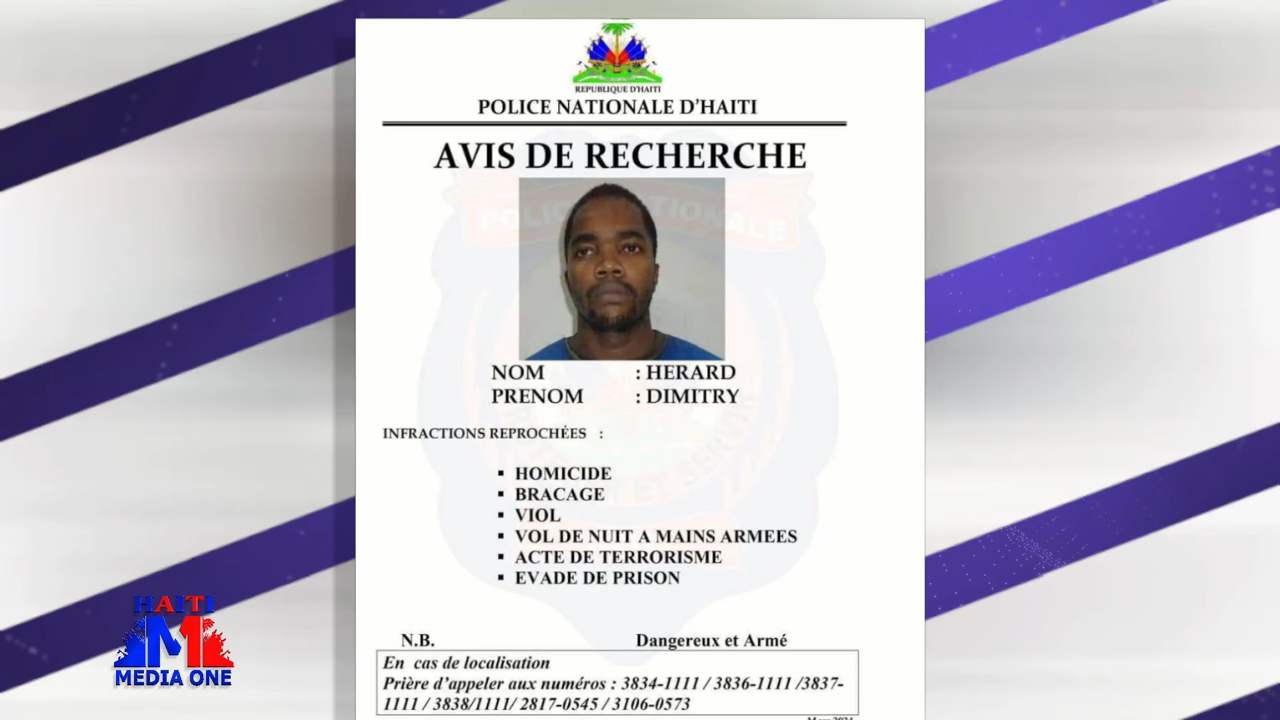 REPUBLIQUE D'HAITI
POLICE NATIONALE D'HAITI
AVIS DE RECHERCHE
POLICE NATIONALE
NOM : HERARD
PRENOM : DIMITRY
INFRACTIONS REPROCHÉES :
▪ HOMICIDE
▪ BRACAGE
▪ VIOL
▪ VOL DE NUIT A MAINS ARMEES
▪ ACTE DE TERRORISME
▪ EVADE DE PRISON
N.B. Dangereux et Armé
En cas de localisation
Prière d'appeler aux numéros : 3834-1111 / 3836-1111 /3837-
1111 / 3838/1111/ 2817-0545 / 3106-0573
HAITI
M
MEDIA ONE